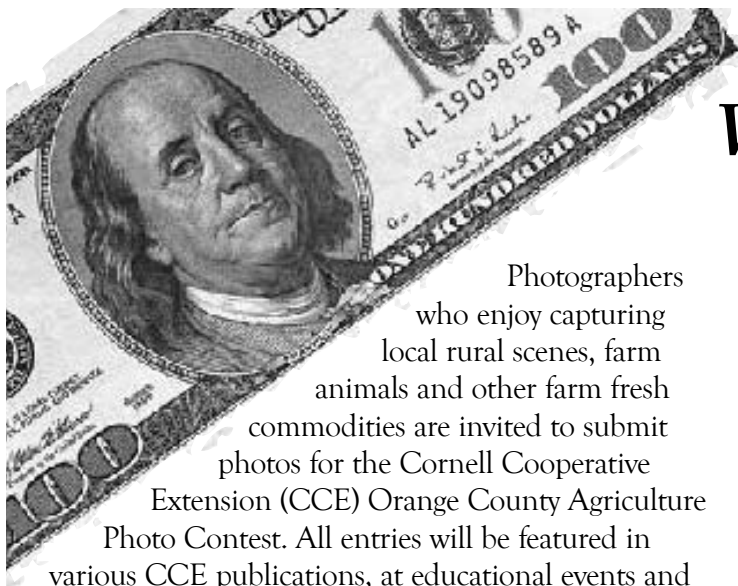 100
AL 19098589 A
100
ONE HUNDRED DOLLARS
100
W
Photographers
who enjoy capturing
local rural scenes, farm
animals and other farm fresh
commodities are invited to submit
photos for the Cornell Cooperative
Extension (CCE) Orange County Agriculture
Photo Contest. All entries will be featured in
various CCE publications, at educational events and